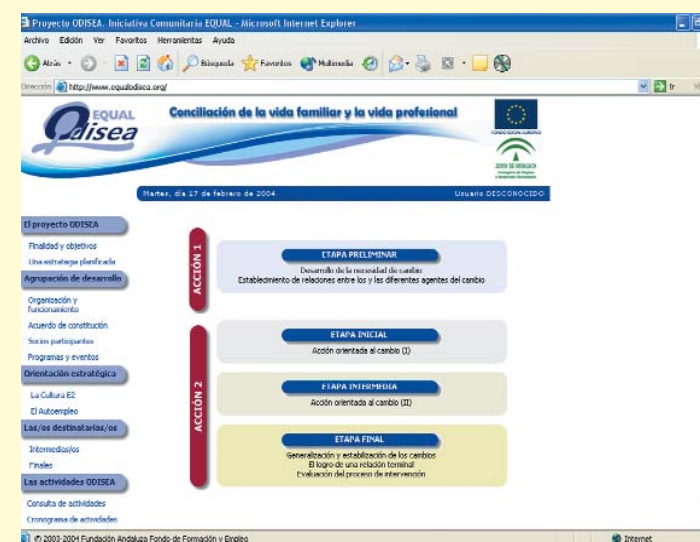 Proyecto ODISEA. Iniciativa Comunitaria EQUAL - Microsoft Internet Explorer
Archivo Edición Ver Favoritos Herramientas Ayuda
Atrás Búsqueda Favoritos Multimedia
Dirección http://www.equalodisea.org/ Ir
EQUAL
Odisea
Conciliación de la vida familiar y la vida profesional
FONDO SOCIAL EUROPEO
JUNTA DE ANDALUCIA
Martes, día 17 de febrero de 2004 Usuario DESCONOCIDO
El proyecto ODISEA
Finalidad y objetivos
Una estrategia planificada
Agrupación de desarrollo
Organización y
funcionamiento
Acuerdo de constitución
Socios participantes
Programas y eventos
Orientación estratégica
La Cultura E2
El Autoempleo
Las/os destinatarias/os
Intermedias/os
Finales
Las actividades ODISEA
Consulta de actividades
Cronograma de actividades
ACCIÓN 1
ETAPA PRELIMINAR
Desarrollo de la necesidad de cambio
Establecimiento de relaciones entre los y las diferentes agentes del cambio
ACCIÓN 2
ETAPA INICIAL
Acción orientada al cambio (I)
ETAPA INTERMEDIA
Acción orientada al cambio (II)
ETAPA FINAL
Generalización y estabilización de los cambios
El logro de una relación terminal
Evaluación del proceso de intervención
© 2003-2004 Fundación Andaluza Fondo de Formación y Empleo Internet